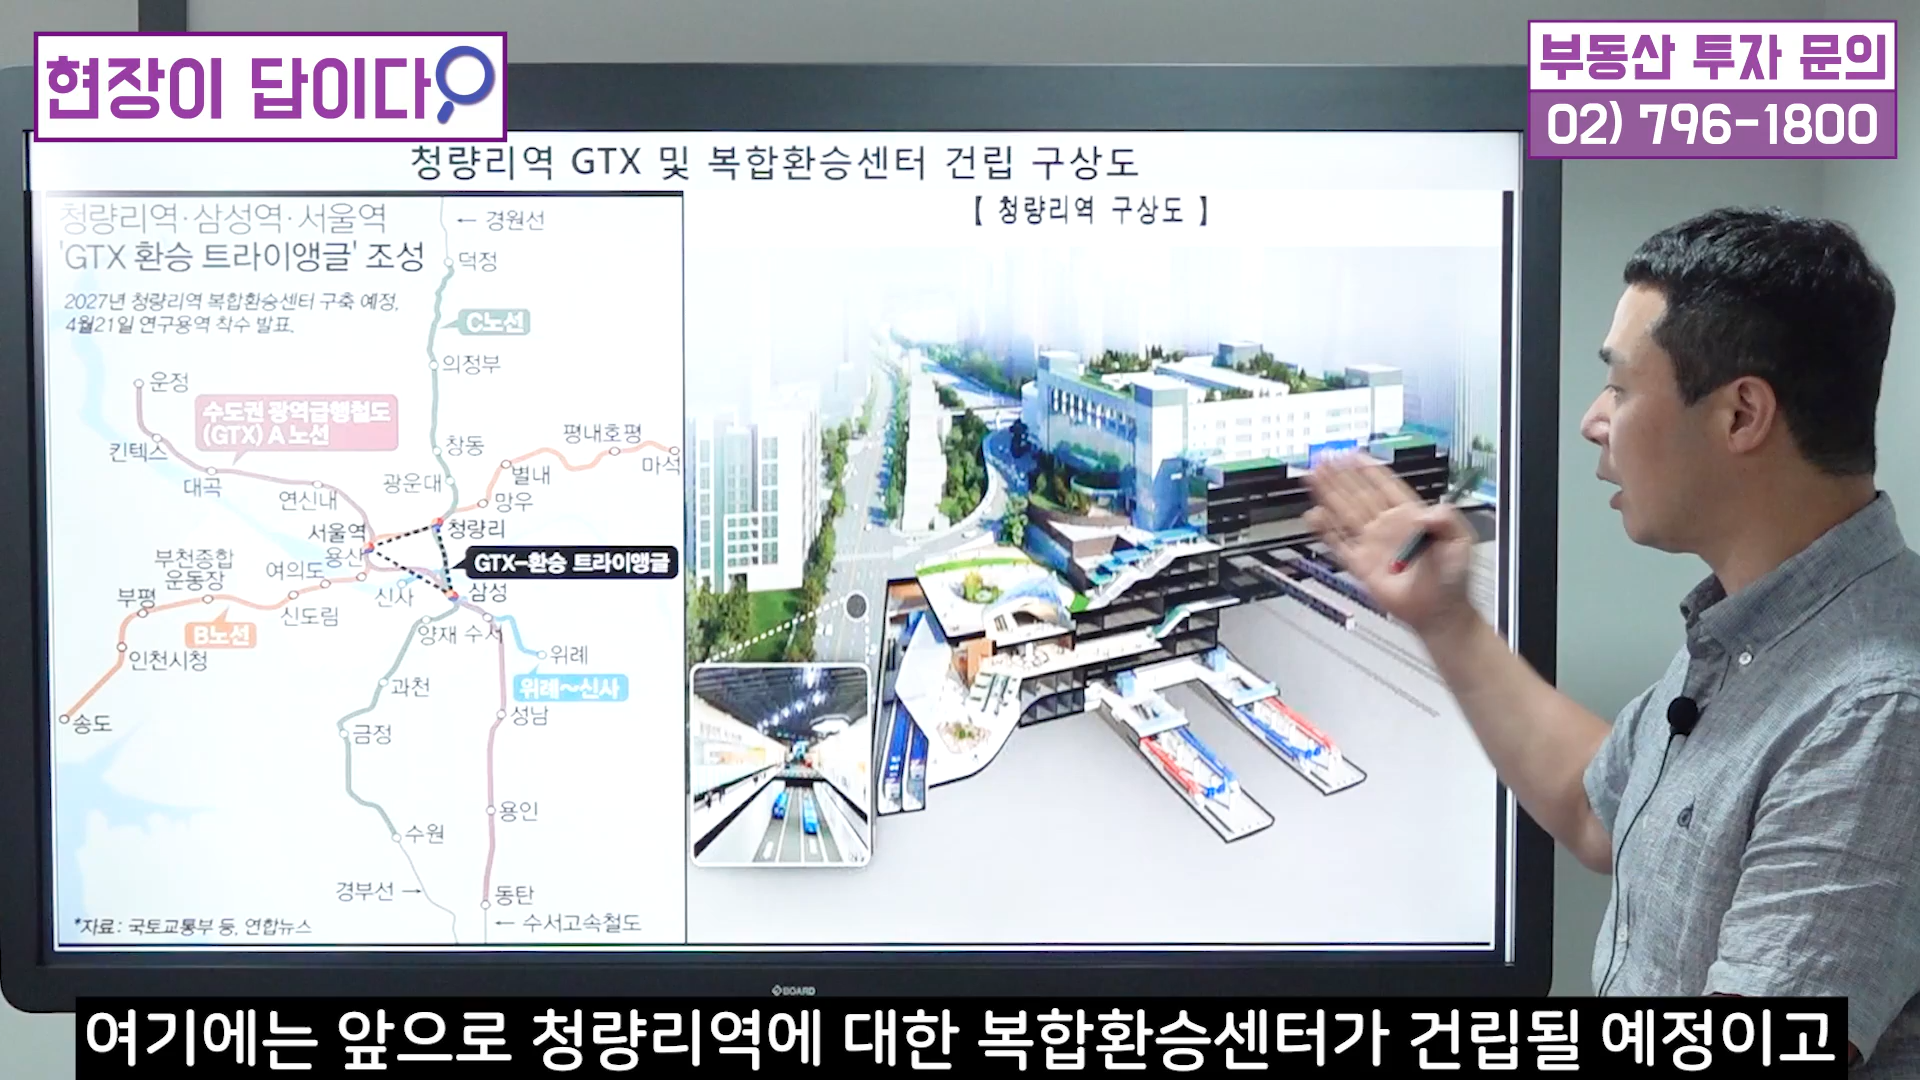 현장이 답이다
부동산 투자 문의
02) 796-1800
청량리역 GTX 및 복합환승센터 건립 구상도
청량리역·삼성역·서울역
'GTX 환승 트라이앵글' 조성
2027년 청량리역 복합환승센터 구축 예정,
4월21일 연구용역 착수 발표.
← 경원선
덕정
C노선
의정부
운정
수도권 광역급행철도
(GTX) A 노선
킨텍스
대곡
연신내
창동
광운대
평내호평
마석
별내
망우
서울역
청량리
용산
GTX-환승 트라이앵글
부천종합
운동장
여의도
신사
삼성
부평
신도림
B노선
양재
수서
인천시청
위례
위례~신사
과천
송도
금정
성남
용인
수원
경부선 →
동탄
← 수서고속철도
*자료 : 국토교통부 등, 연합뉴스
【 청량리역 구상도 】
BOARD
여기에는 앞으로 청량리역에 대한 복합환승센터가 건립될 예정이고